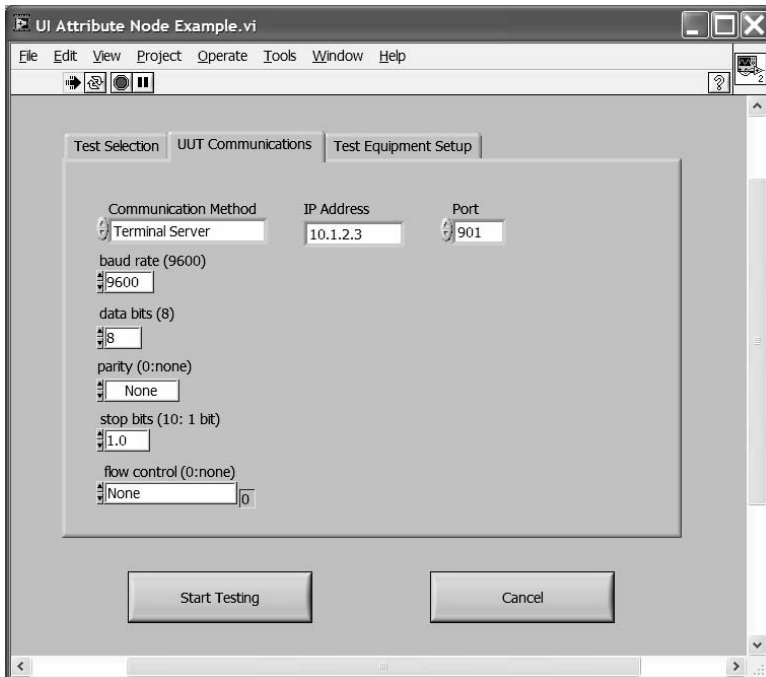 UI Attribute Node Example.vi
File Edit View Project Operate Tools Window Help
?
2
Test Selection UUT Communications Test Equipment Setup
Communication Method IP Address Port
Terminal Server 10.1.2.3 901
baud rate (9600)
9600
data bits (8)
8
parity (0:none)
None
stop bits (10: 1 bit)
1.0
flow control (0:none)
None 0
Start Testing Cancel